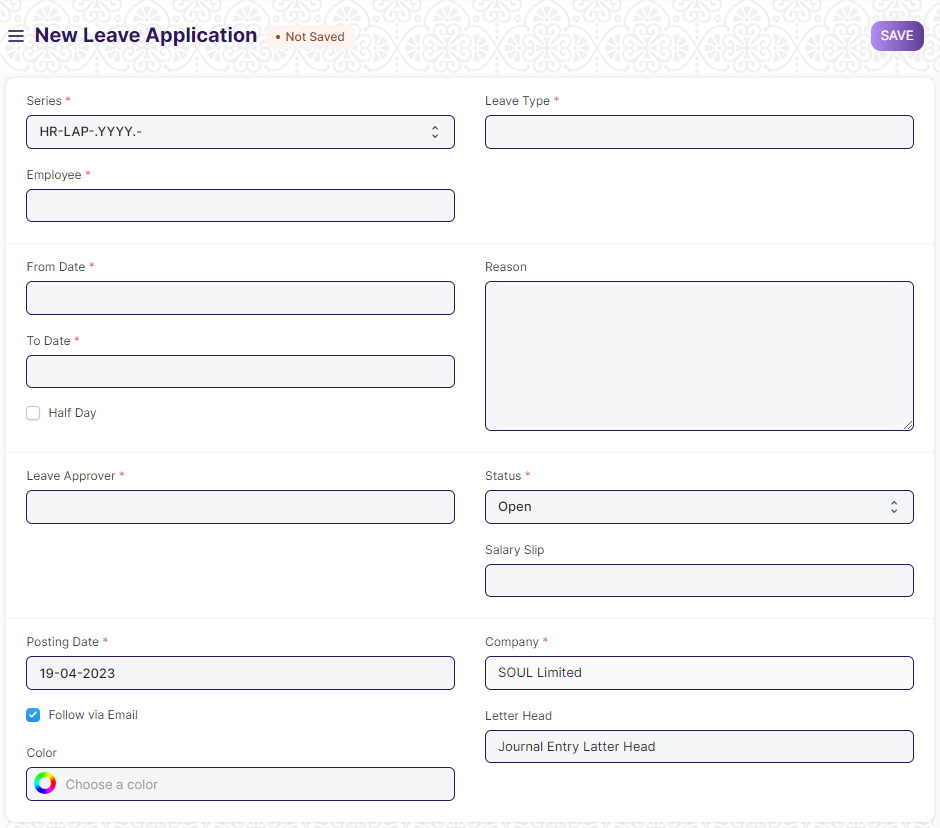 New Leave Application
• Not Saved
SAVE
Series *
HR-LAP-.YYYY.-
Leave Type *
Employee *
From Date *
Reason
To Date *
Half Day
Leave Approver *
Status *
Open
Salary Slip
Posting Date *
19-04-2023
Company *
SOUL Limited
Follow via Email
Letter Head
Journal Entry Latter Head
Color
Choose a color